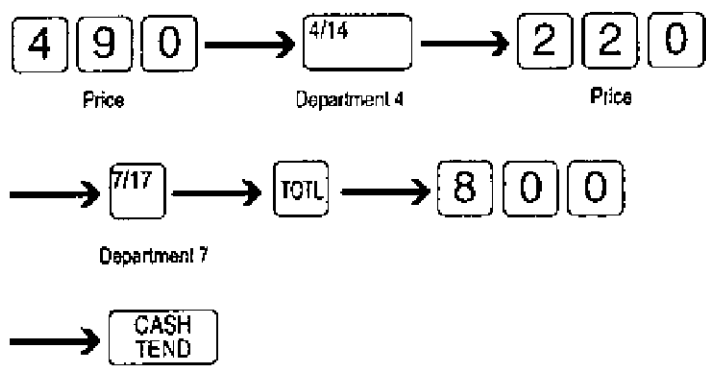 4 9 0 4/14 2 2 0
Price Department 4 Price
7/17 TOTL 8 0 0
Department 7
CASH
TEND